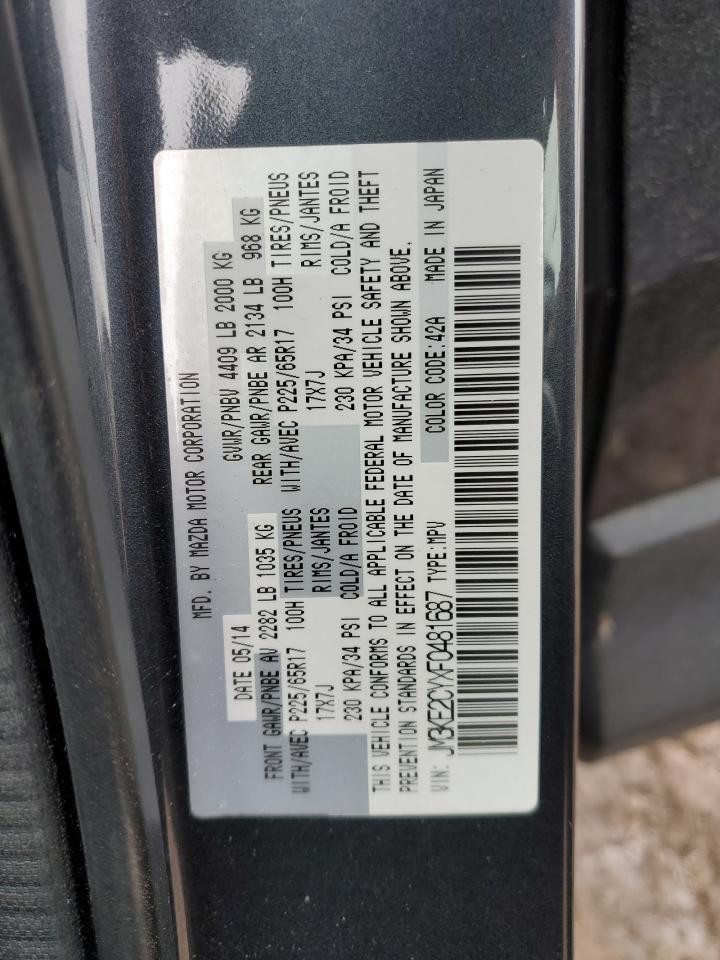 MFD. BY MAZDA MOTOR CORPORATION
DATE 05/14 GVWR/PNBV 4409 LB 2000 KG
FRONT GAWR/PNBE AV 2282 LB 1035 KG REAR GAWR/PNBE AR 2134 LB 968 KG
WITH/AVEC P225/65R17 100H TIRES/PNEUS WITH/AVEC P225/65R17 100H TIRES/PNEUS
17X7J RIMS/JANTES 17X7J RIMS/JANTES
230 KPA/34 PSI COLD/A FROID 230 KPA/34 PSI COLD/A FROID
THIS VEHICLE CONFORMS TO ALL APPLICABLE FEDERAL MOTOR VEHICLE SAFETY AND THEFT
PREVENTION STANDARDS IN EFFECT ON THE DATE OF MANUFACTURE SHOWN ABOVE.
VIN: JM3KE2CYXF0481687 TYPE:MPV COLOR CODE:42A MADE IN JAPAN